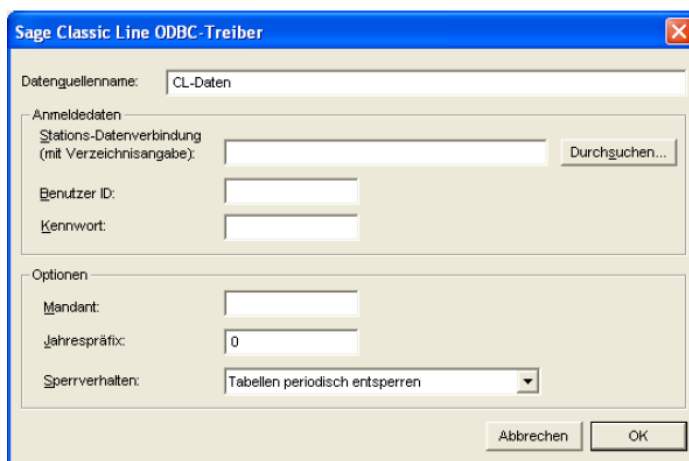 Sage Classic Line ODBC-Treiber
Datenquellenname: CL-Daten
Anmeldedaten
Stations-Datenverbindung
(mit Verzeichnisangabe): Durchsuchen...
Benutzer ID:
Kennwort:
Optionen
Mandant:
Jahrespräfix: 0
Sperrverhalten: Tabellen periodisch entsperren
Abbrechen OK